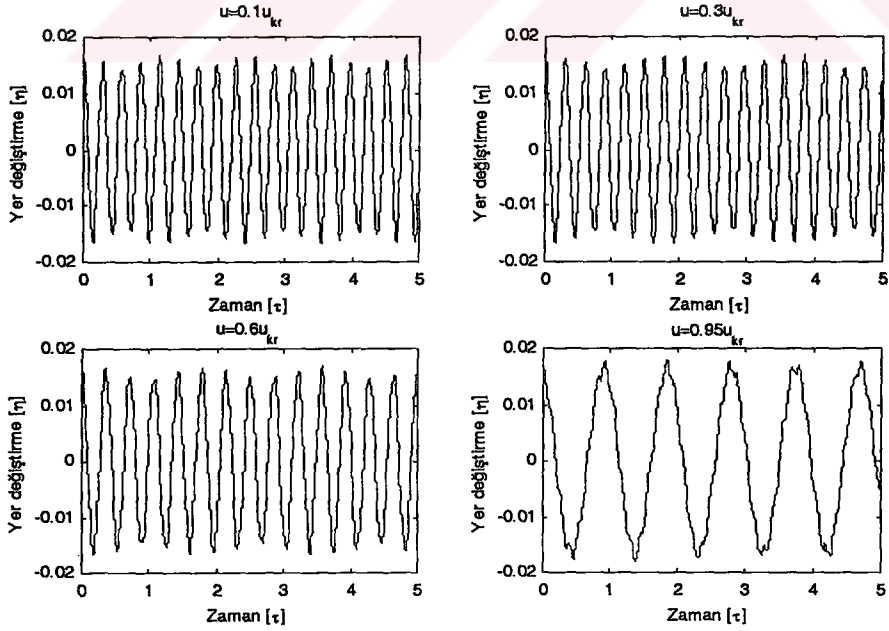 u=0.1u_kr
0.02
0.01
0
-0.01
-0.02
Yer değiştirme [η]
0 1 2 3 4 5
Zaman [τ]
u=0.3u_kr
0.02
0.01
0
-0.01
-0.02
Yer değiştirme [η]
0 1 2 3 4 5
Zaman [τ]
u=0.6u_kr
0.02
0.01
0
-0.01
-0.02
Yer değiştirme [η]
0 1 2 3 4 5
Zaman [τ]
u=0.95u_kr
0.02
0.01
0
-0.01
-0.02
Yer değiştirme [η]
0 1 2 3 4 5
Zaman [τ]